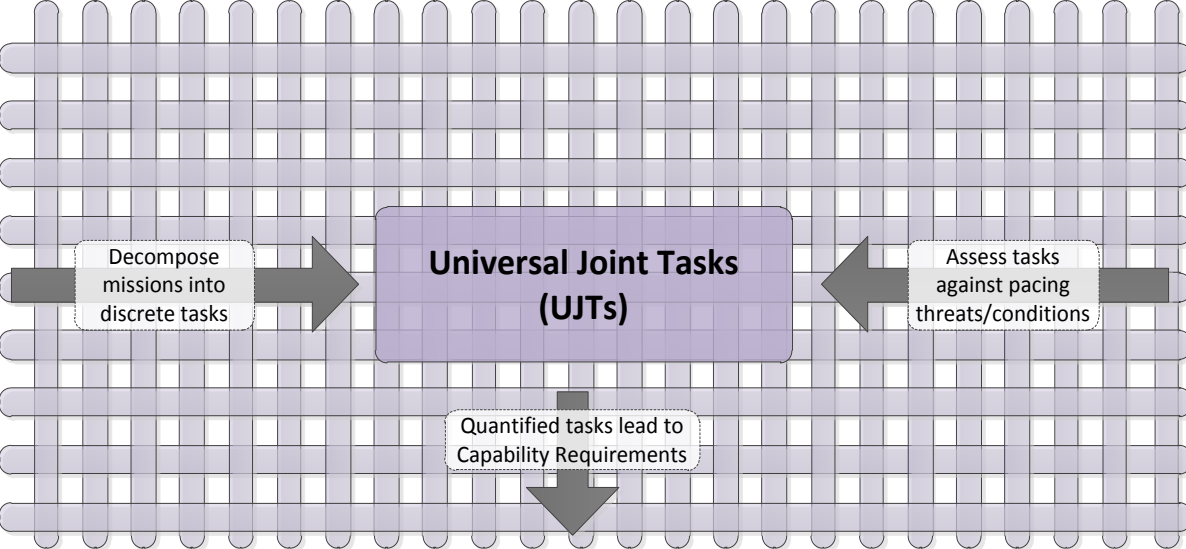 Universal Joint Tasks
(UJTs)
Decompose
missions into
discrete tasks
Assess tasks
against pacing
threats/conditions
Quantified tasks lead to
Capability Requirements